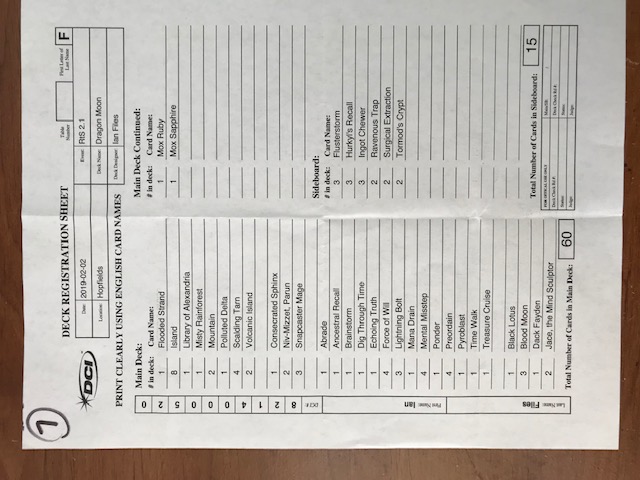 7
DECK REGISTRATION SHEET
Table Number
First Letter of Last Name F
DCI
Date: 2019-02-02
Event: RtS 2.1
Location: Hopfields
Deck Name: Dragon Moon
Deck Designer: Ian Files
PRINT CLEARLY USING ENGLISH CARD NAMES
DCI #: 8 2 1 4 0 0 0 5 2 0
First Name: Ian
Last Name: Files
Main Deck:
# in deck: Card Name:
1 Flooded Strand
8 Island
1 Library of Alexandria
1 Misty Rainforest
2 Mountain
1 Polluted Delta
4 Scalding Tarn
2 Volcanic Island
1 Consecrated Sphinx
2 Niv-Mizzet, Parun
3 Snapcaster Mage
1 Abrade
1 Ancestral Recall
1 Brainstorm
1 Dig Through Time
1 Echoing Truth
4 Force of Will
3 Lightning Bolt
1 Mana Drain
4 Mental Misstep
1 Ponder
4 Preordain
1 Pyroblast
1 Time Walk
1 Treasure Cruise
1 Black Lotus
3 Blood Moon
1 Dack Fayden
2 Jace, the Mind Sculptor
Total Number of Cards in Main Deck: 60
Main Deck Continued:
# in deck: Card Name:
1 Mox Ruby
1 Mox Sapphire
Sideboard:
# in deck: Card Name:
3 Flusterstorm
3 Hurkyl's Recall
3 Ingot Chewer
2 Ravenous Trap
2 Surgical Extraction
2 Tormod's Crypt
Total Number of Cards in Sideboard: 15
FOR OFFICIAL USE ONLY
Deck Check Rd #: Deck Check Rd #:
Status: Status:
Judge: Judge: